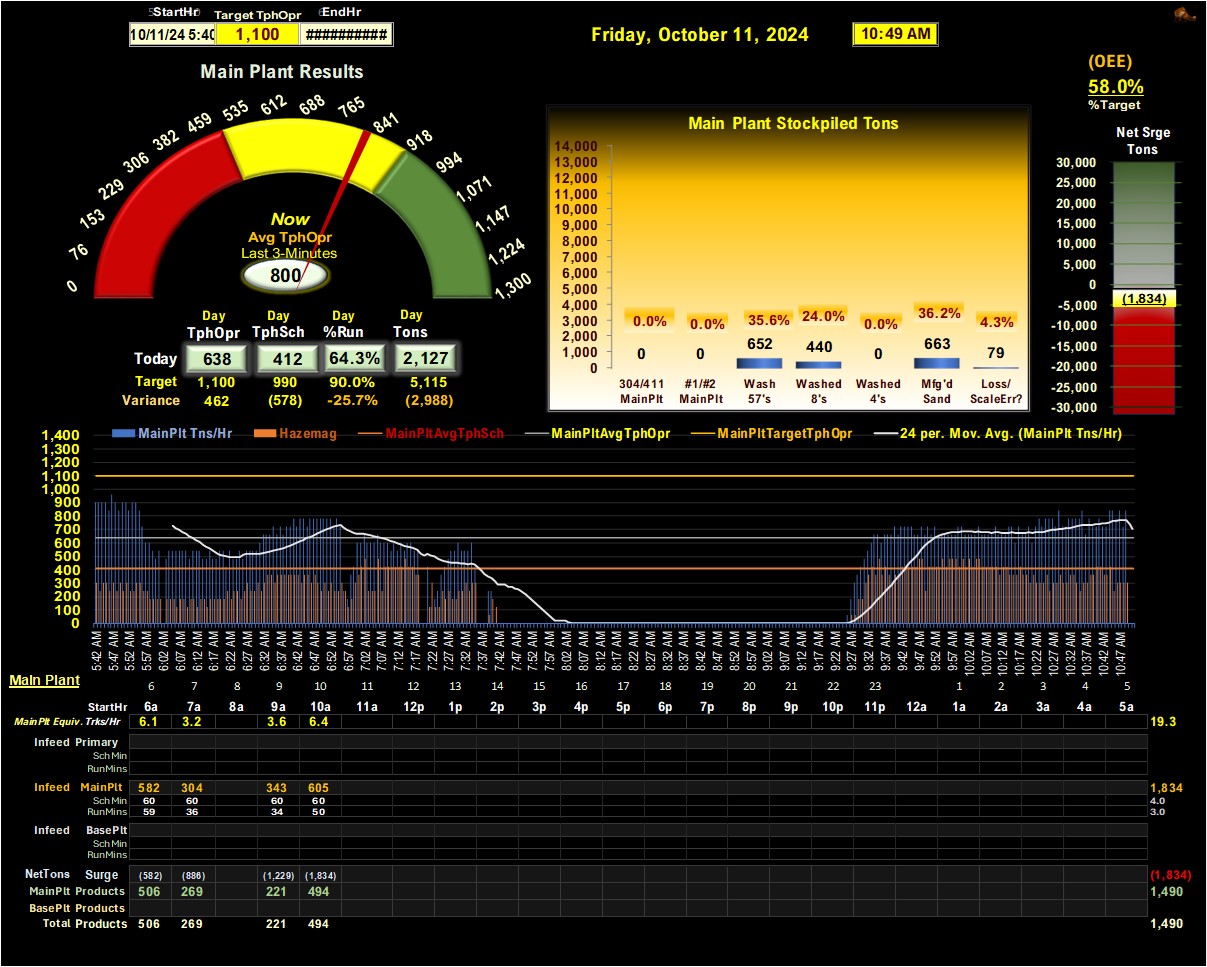 StartHr Target TphOpr EndHr
10/11/24 5:40 1,100 ##########
Friday, October 11, 2024 10:49 AM
(OEE)
58.0%
%Target
Main Plant Results
0 76 153 229 306 382 459 535 612 688 765 841 918 994 1,071 1,147 1,224 1,300
Now
Avg TphOpr
Last 3-Minutes
800
Day Day Day Day
TphOpr TphSch %Run Tons
Today 638 412 64.3% 2,127
Target 1,100 990 90.0% 5,115
Variance 462 (578) -25.7% (2,988)
Main Plant Stockpiled Tons
14,000
13,000
12,000
11,000
10,000
9,000
8,000
7,000
6,000
5,000
4,000
3,000
2,000
1,000
0
0.0% 0.0% 35.6% 24.0% 0.0% 36.2% 4.3%
0 0 652 440 0 663 79
304/411 #1/#2 Wash Washed Washed Mfg'd Loss/
MainPlt MainPlt 57's 8's 4's Sand ScaleErr?
Net Srge
Tons
30,000
25,000
20,000
15,000
10,000
5,000
0
(1,834)
-5,000
-10,000
-15,000
-20,000
-25,000
-30,000
MainPlt Tns/Hr Hazemag MainPltAvgTphSch MainPltAvgTphOpr MainPltTargetTphOpr 24 per. Mov. Avg. (MainPlt Tns/Hr)
1,400
1,300
1,200
1,100
1,000
900
800
700
600
500
400
300
200
100
0
5:42 AM 5:47 AM 5:52 AM 5:57 AM 6:07 AM 6:12 AM 6:17 AM 6:22 AM 6:27 AM 6:32 AM 6:37 AM 6:42 AM 6:47 AM 6:52 AM 6:57 AM 7:02 AM 7:12 AM 7:17 AM 7:22 AM 7:27 AM 7:32 AM 7:37 AM 7:42 AM 7:47 AM 7:52 AM 7:57 AM 8:02 AM 8:12 AM 8:17 AM 8:22 AM 8:27 AM 8:32 AM 8:37 AM 8:42 AM 8:47 AM 8:52 AM 8:57 AM 9:02 AM 9:07 AM 9:12 AM 9:17 AM 9:22 AM 9:27 AM 9:32 AM 9:37 AM 9:42 AM 9:47 AM 9:52 AM 9:57 AM 10:02 AM 10:07 AM 10:12 AM 10:17 AM 10:22 AM 10:27 AM 10:32 AM 10:37 AM 10:42 AM 10:47 AM
Main Plant 6 7 8 9 10 11 12 13 14 15 16 17 18 19 20 21 22 23 1 2 3 4 5
StartHr 6a 7a 8a 9a 10a 11a 12p 1p 2p 3p 4p 5p 6p 7p 8p 9p 10p 11p 12a 1a 2a 3a 4a 5a
MainPlt Equiv. Trks/Hr 6.1 3.2 3.6 6.4 19.3
Infeed Primary
SchMin
RunMins
Infeed MainPlt 582 304 343 605 1,834
SchMin 60 60 60 60 4.0
RunMins 59 36 34 50 3.0
Infeed BasePlt
SchMin
RunMins
NetTons Surge (582) (886) (1,229) (1,834) (1,834)
MainPlt Products 506 269 221 494 1,490
BasePlt Products
Total Products 506 269 221 494 1,490